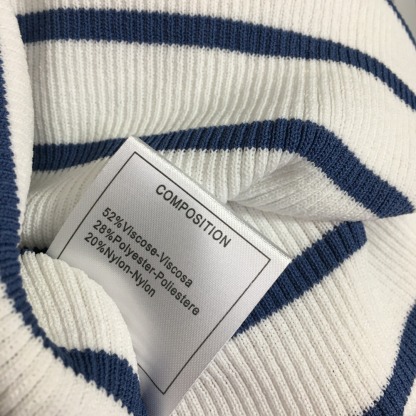 COMPOSITION
52%Viscose-Viscosa
28%Polyester-Poliestere
20%Nylon-Nylon